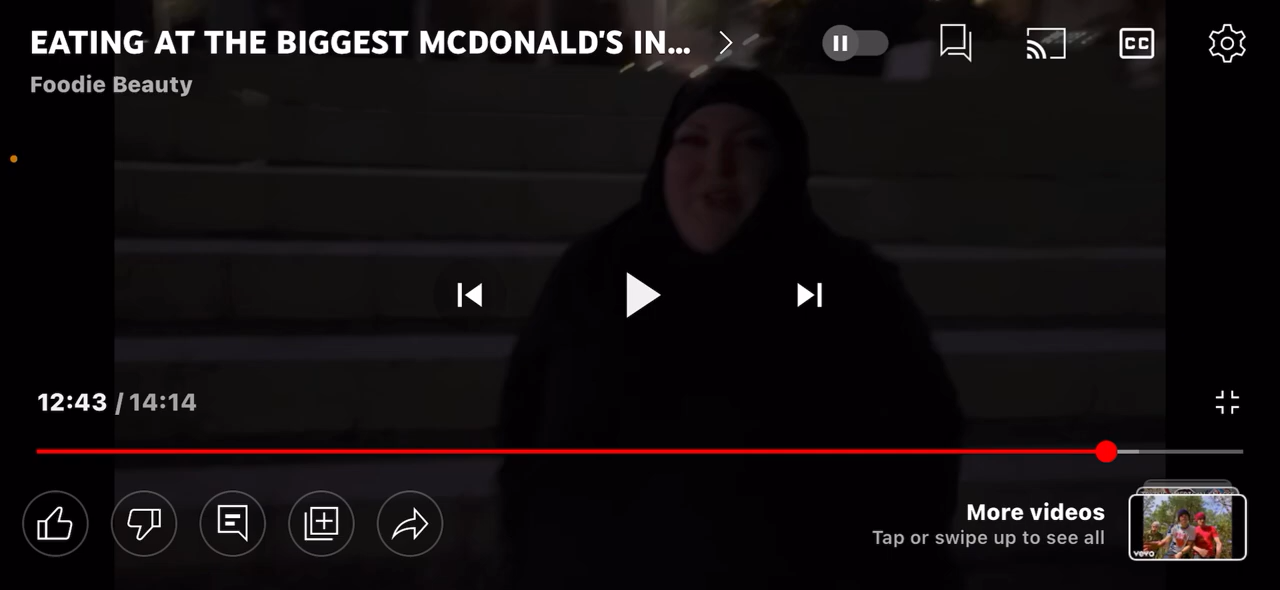 EATING AT THE BIGGEST MCDONALD'S IN...
CC
Foodie Beauty
12:43 / 14:14
More videos
Tap or swipe up to see all
vevo